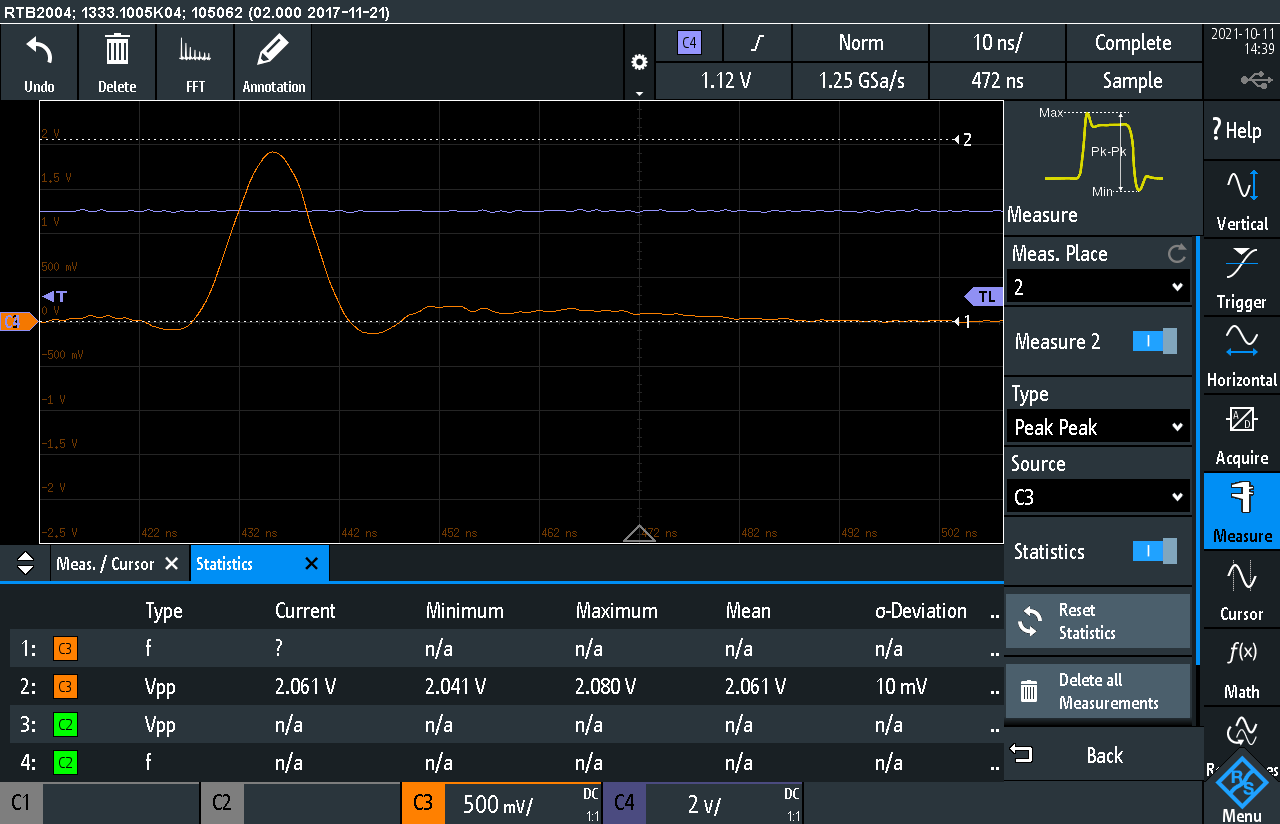 RTB2004; 1333.1005K04; 105062 (02.000 2017-11-21)
Undo
Delete
FFT
Annotation
C4
Norm
10 ns/
Complete
1.12 V
1.25 GSa/s
472 ns
Sample
2021-10-11
14:39
2 V
1.5 V
1 V
500 mV
0 V
-500 mV
-1 V
-1.5 V
-2 V
-2.5 V
2
T
TL
C3
1
422 ns
432 ns
442 ns
452 ns
462 ns
472 ns
482 ns
492 ns
502 ns
Max
Pk-Pk
Min
Measure
Meas. Place
2
Measure 2
Type
Peak Peak
Source
C3
Statistics
Reset
Statistics
Delete all
Measurements
Back
? Help
Vertical
Trigger
Horizontal
A
D
Acquire
Measure
Cursor
f(x)
Math
R&S
Menu
Meas. / Cursor
Statistics
Type Current Minimum Maximum Mean σ-Deviation ..
1: C3 f ? n/a n/a n/a n/a ..
2: C3 Vpp 2.061 V 2.041 V 2.080 V 2.061 V 10 mV ..
3: C2 Vpp n/a n/a n/a n/a n/a ..
4: C2 f n/a n/a n/a n/a n/a ..
C1
C2
C3 500 mV/ DC 1:1
C4 2 V/ DC 1:1